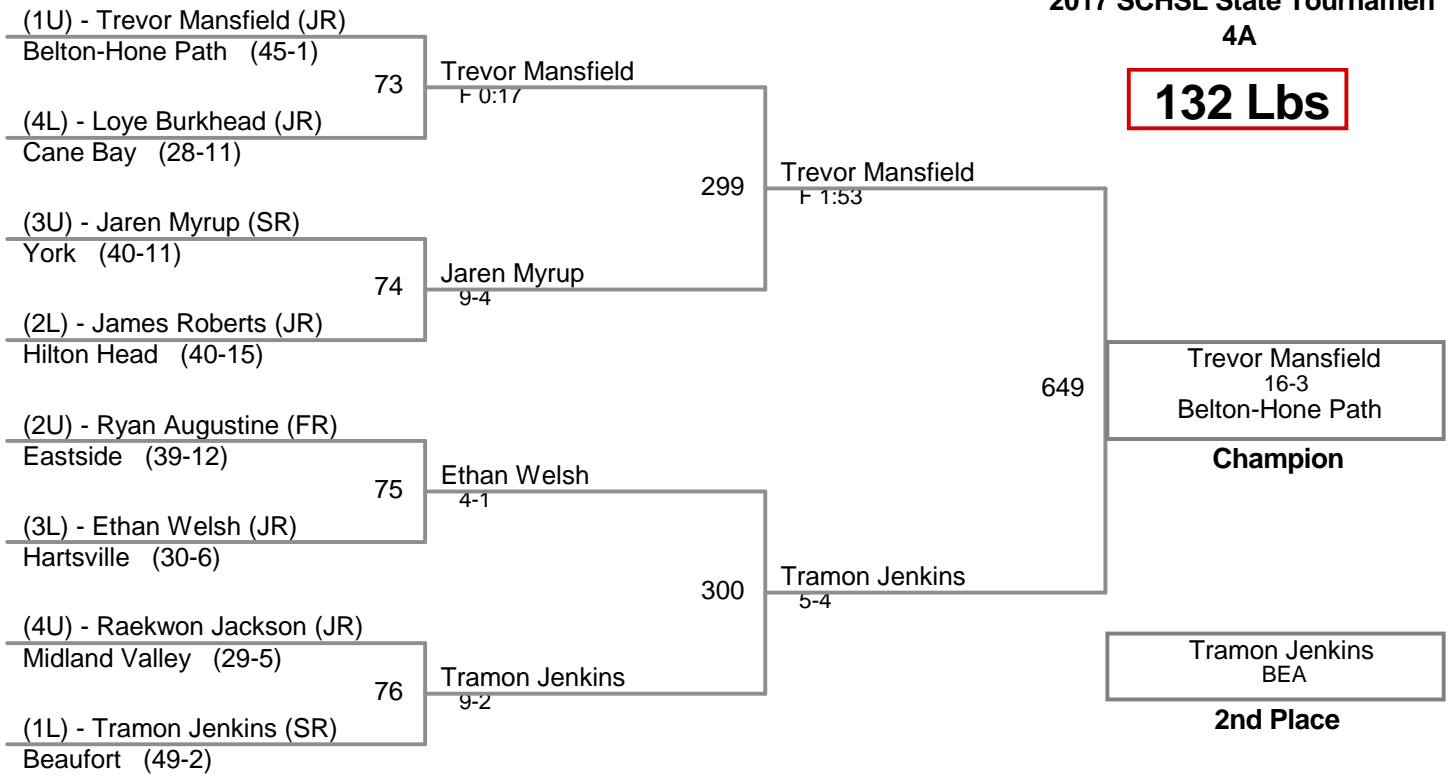 2017 SCHSL State Tournamen
4A
132 Lbs
(1U) - Trevor Mansfield (JR)
Belton-Hone Path (45-1)
73
(4L) - Loye Burkhead (JR)
Cane Bay (28-11)
Trevor Mansfield
F 0:17
(3U) - Jaren Myrup (SR)
York (40-11)
74
(2L) - James Roberts (JR)
Hilton Head (40-15)
Jaren Myrup
9-4
299
Trevor Mansfield
F 1:53
(2U) - Ryan Augustine (FR)
Eastside (39-12)
75
(3L) - Ethan Welsh (JR)
Hartsville (30-6)
Ethan Welsh
4-1
(4U) - Raekwon Jackson (JR)
Midland Valley (29-5)
76
(1L) - Tramon Jenkins (SR)
Beaufort (49-2)
Tramon Jenkins
9-2
300
Tramon Jenkins
5-4
649
Trevor Mansfield
16-3
Belton-Hone Path
Champion
Tramon Jenkins
BEA
2nd Place